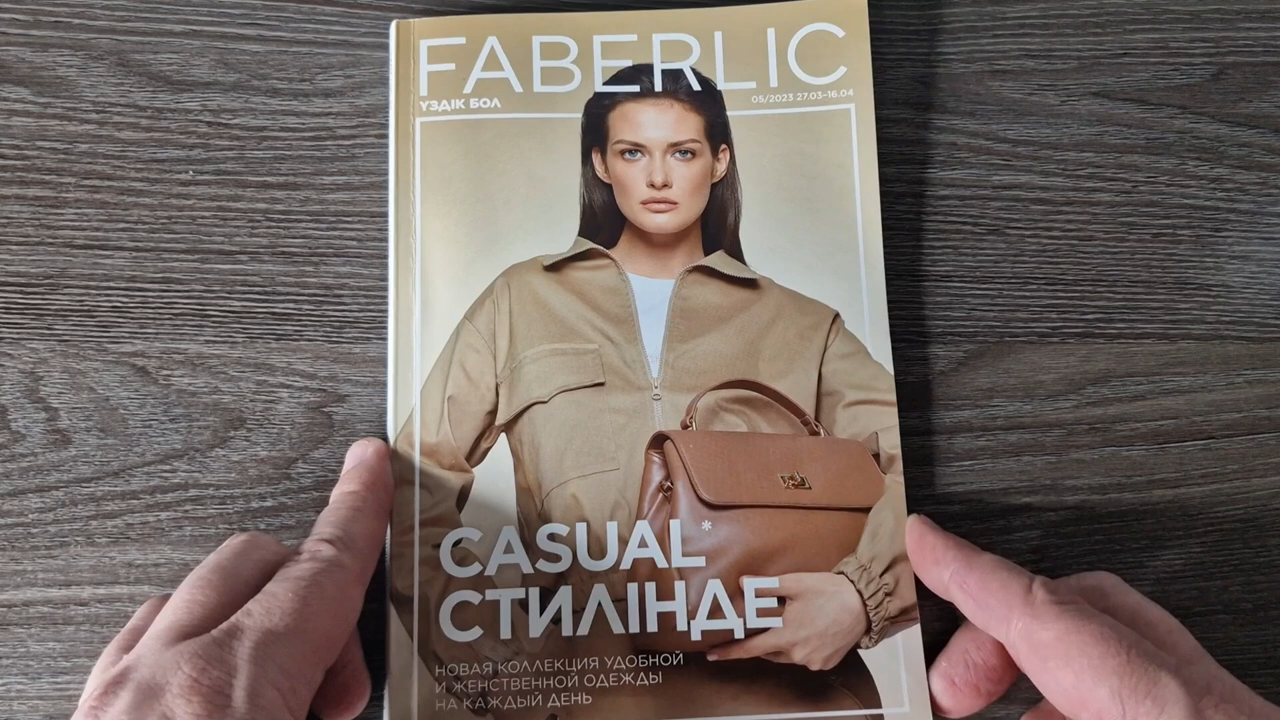 FABERLIC
ҮЗДІК БОЛ
05/2023 27.03-16.04
CASUAL*
СТИЛІНДЕ
НОВАЯ КОЛЛЕКЦИЯ УДОБНОЙ
И ЖЕНСТВЕННОЙ ОДЕЖДЫ
НА КАЖДЫЙ ДЕНЬ